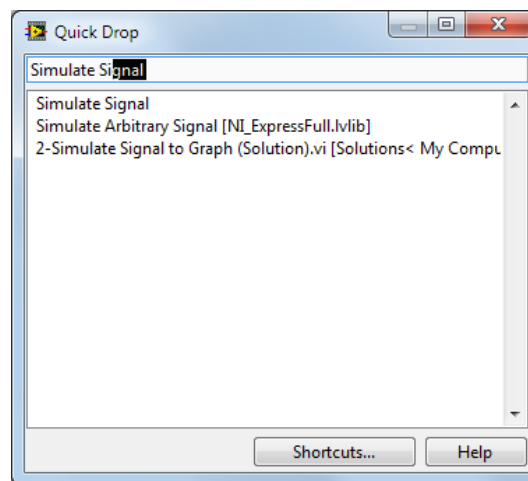 Quick Drop
Simulate Signal
Simulate Signal
Simulate Arbitrary Signal [NI_ExpressFull.lvlib]
2-Simulate Signal to Graph (Solution).vi [Solutions< My Compu
Shortcuts...
Help